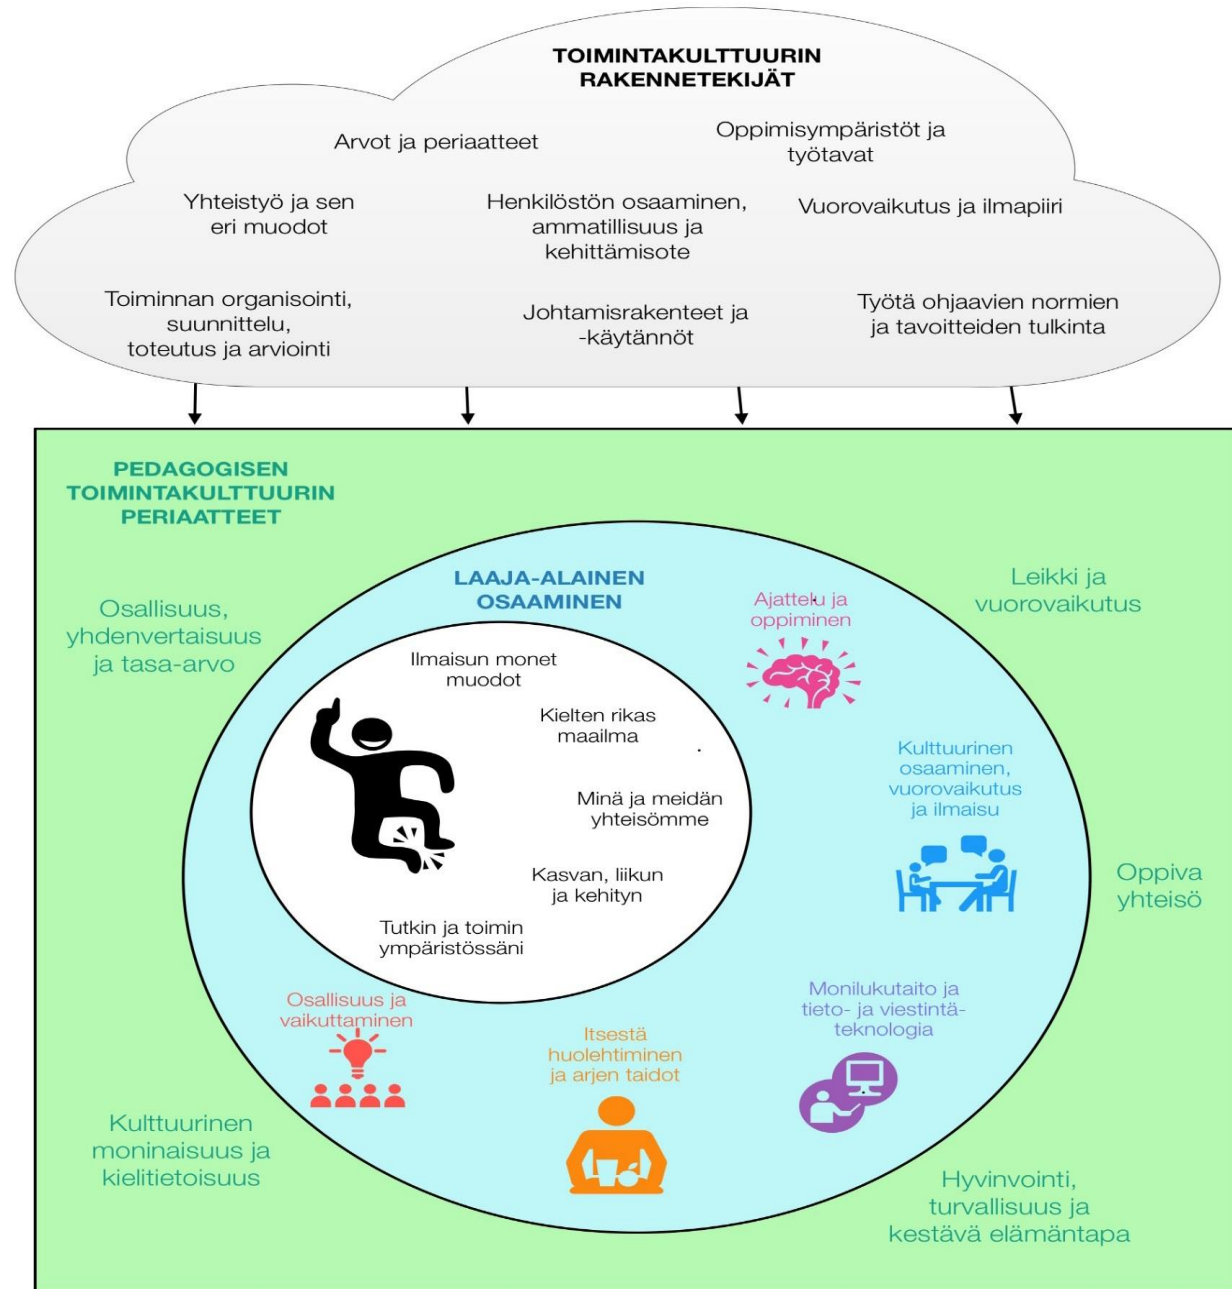 TOIMINTAKULTTUURIN
RAKENNETEKIJÄT
Arvot ja periaatteet
Oppimisympäristöt ja
työtavat
Yhteistyö ja sen
eri muodot
Henkilöstön osaaminen,
ammatillisuus ja
kehittämisote
Vuorovaikutus ja ilmapiiri
Toiminnan organisointi,
suunnittelu,
toteutus ja arviointi
Johtamisrakenteet ja
-käytännöt
Työtä ohjaavien normien
ja tavoitteiden tulkinta
PEDAGOGISEN
TOIMINTAKULTTUURIN
PERIAATTEET
Osallisuus,
yhdenvertaisuus
ja tasa-arvo
Leikki ja
vuorovaikutus
Oppiva
yhteisö
Kulttuurinen
moninaisuus ja
kielitietoisuus
Hyvinvointi,
turvallisuus ja
kestävä elämäntapa
LAAJA-ALAINEN
OSAAMINEN
Ajattelu ja
oppiminen
Kulttuurinen
osaaminen,
vuorovaikutus
ja ilmaisu
Monilukutaito ja
tieto- ja viestintä-
teknologia
Itsestä
huolehtiminen
ja arjen taidot
Osallisuus ja
vaikuttaminen
Ilmaisun monet
muodot
Kielten rikas
maailma
Minä ja meidän
yhteisömme
Kasvan, liikun
ja kehityn
Tutkin ja toimin
ympäristössäni